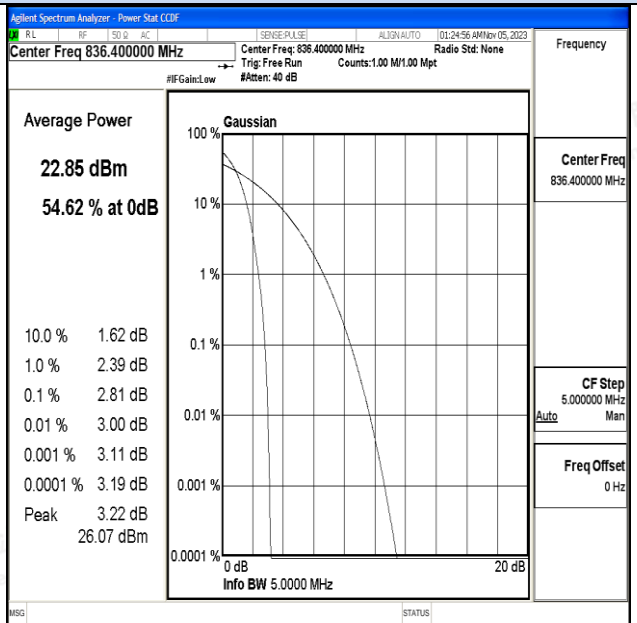 Agilent Spectrum Analyzer - Power Stat CCDF
RL RF 50 Ω AC SENSE:PULSE ALIGN AUTO 01:24:56 AM Nov 05, 2023
Center Freq 836.400000 MHz
Center Freq: 836.400000 MHz Radio Std: None
Trig: Free Run Counts:1.00 M/1.00 Mpt
#IFGain:Low #Atten: 40 dB
Frequency
Average Power
22.85 dBm
54.62 % at 0dB
10.0 % 1.62 dB
1.0 % 2.39 dB
0.1 % 2.81 dB
0.01 % 3.00 dB
0.001 % 3.11 dB
0.0001 % 3.19 dB
Peak 3.22 dB
26.07 dBm
Gaussian
100 %
10 %
1 %
0.1 %
0.01 %
0.001 %
0.0001 %
0 dB 20 dB
Info BW 5.0000 MHz
Center Freq
836.400000 MHz
CF Step
5.000000 MHz
Auto Man
Freq Offset
0 Hz
MSG STATUS